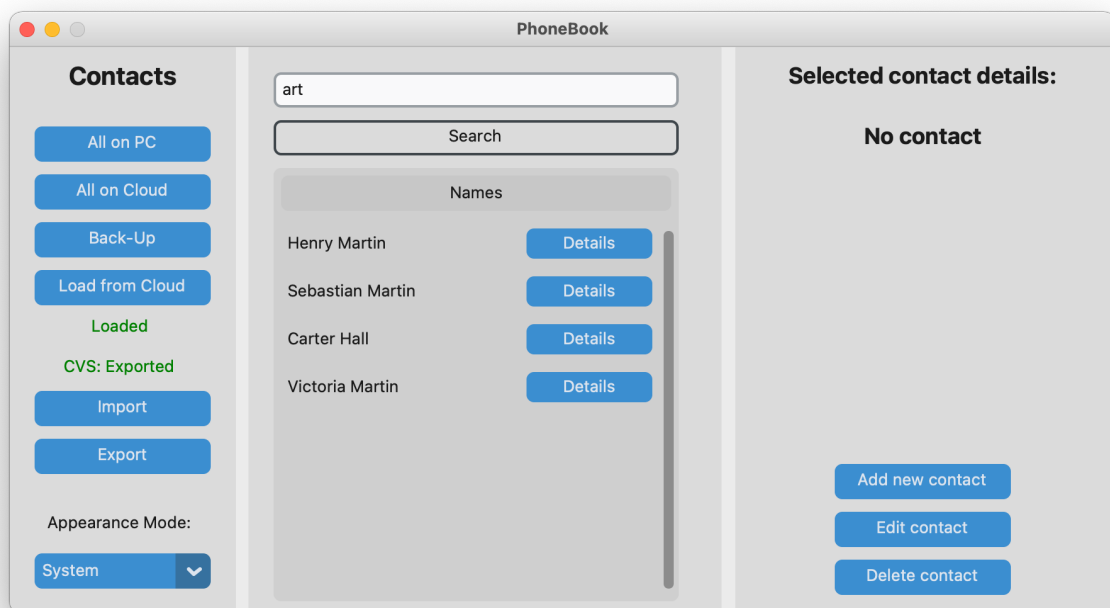 PhoneBook
Contacts
All on PC
All on Cloud
Back-Up
Load from Cloud
Loaded
CVS: Exported
Import
Export
Appearance Mode:
System
art
Search
Names
Henry Martin Details
Sebastian Martin Details
Carter Hall Details
Victoria Martin Details
Selected contact details:
No contact
Add new contact
Edit contact
Delete contact